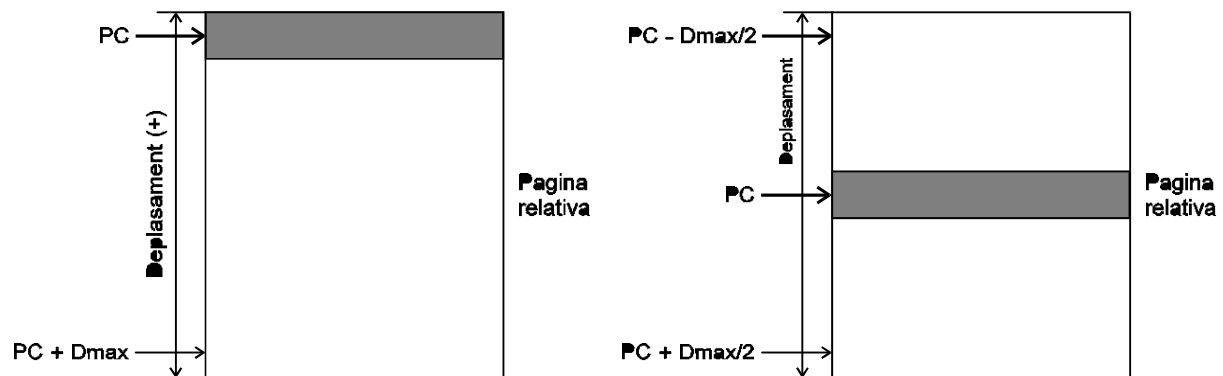 PC
Deplasament (+)
Pagina
relativa
PC + Dmax
PC - Dmax/2
Deplasament
PC
Pagina
relativa
PC + Dmax/2